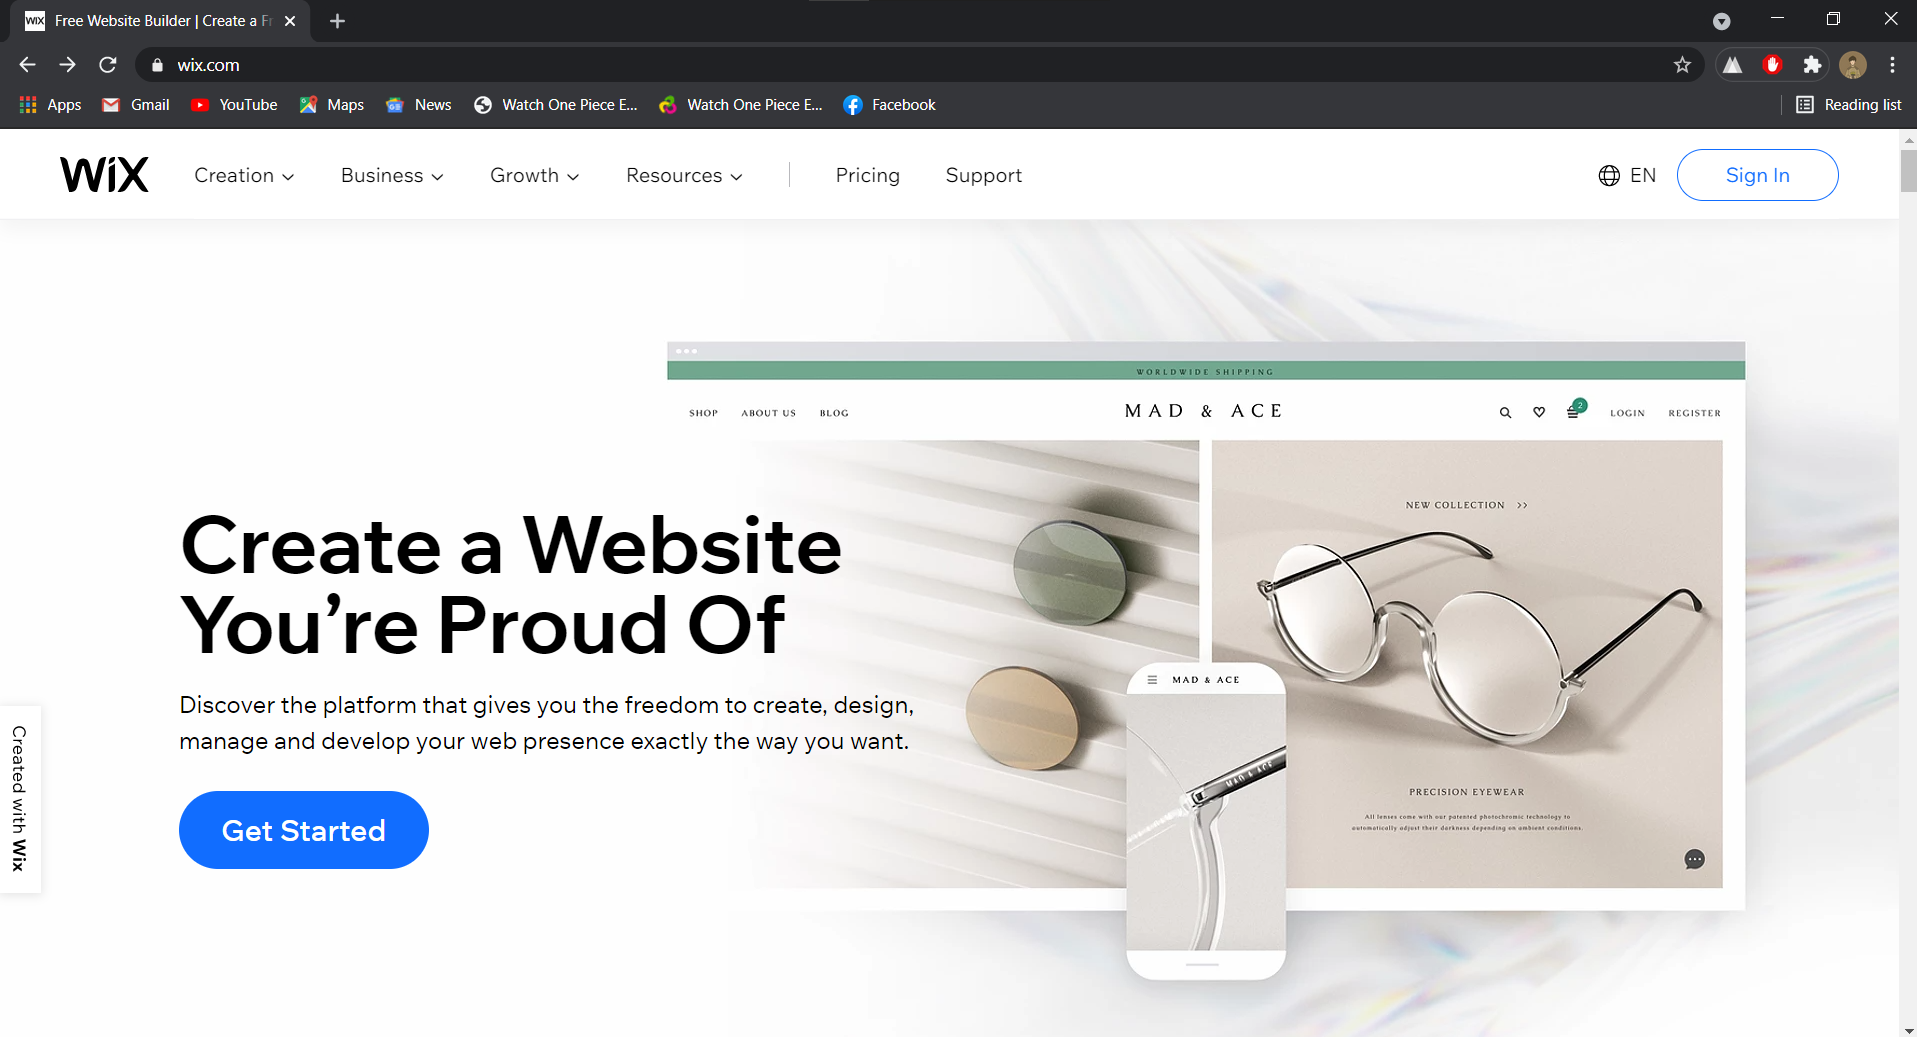 WIX Free Website Builder | Create a Fr
wix.com
Apps Gmail YouTube Maps News Watch One Piece E... Watch One Piece E... Facebook Reading list
WiX Creation Business Growth Resources Pricing Support EN Sign In
WORLDWIDE SHIPPING
SHOP ABOUT US BLOG MAD & ACE 2 LOGIN REGISTER
NEW COLLECTION >>
Create a Website
You’re Proud Of
MAD & ACE
Discover the platform that gives you the freedom to create, design,
manage and develop your web presence exactly the way you want.
MAD & ACE
PRECISION EYEWEAR
All lenses come with our patented photochromic technology to
automatically adjust their darkness depending on ambient conditions.
Get Started
Created with Wix